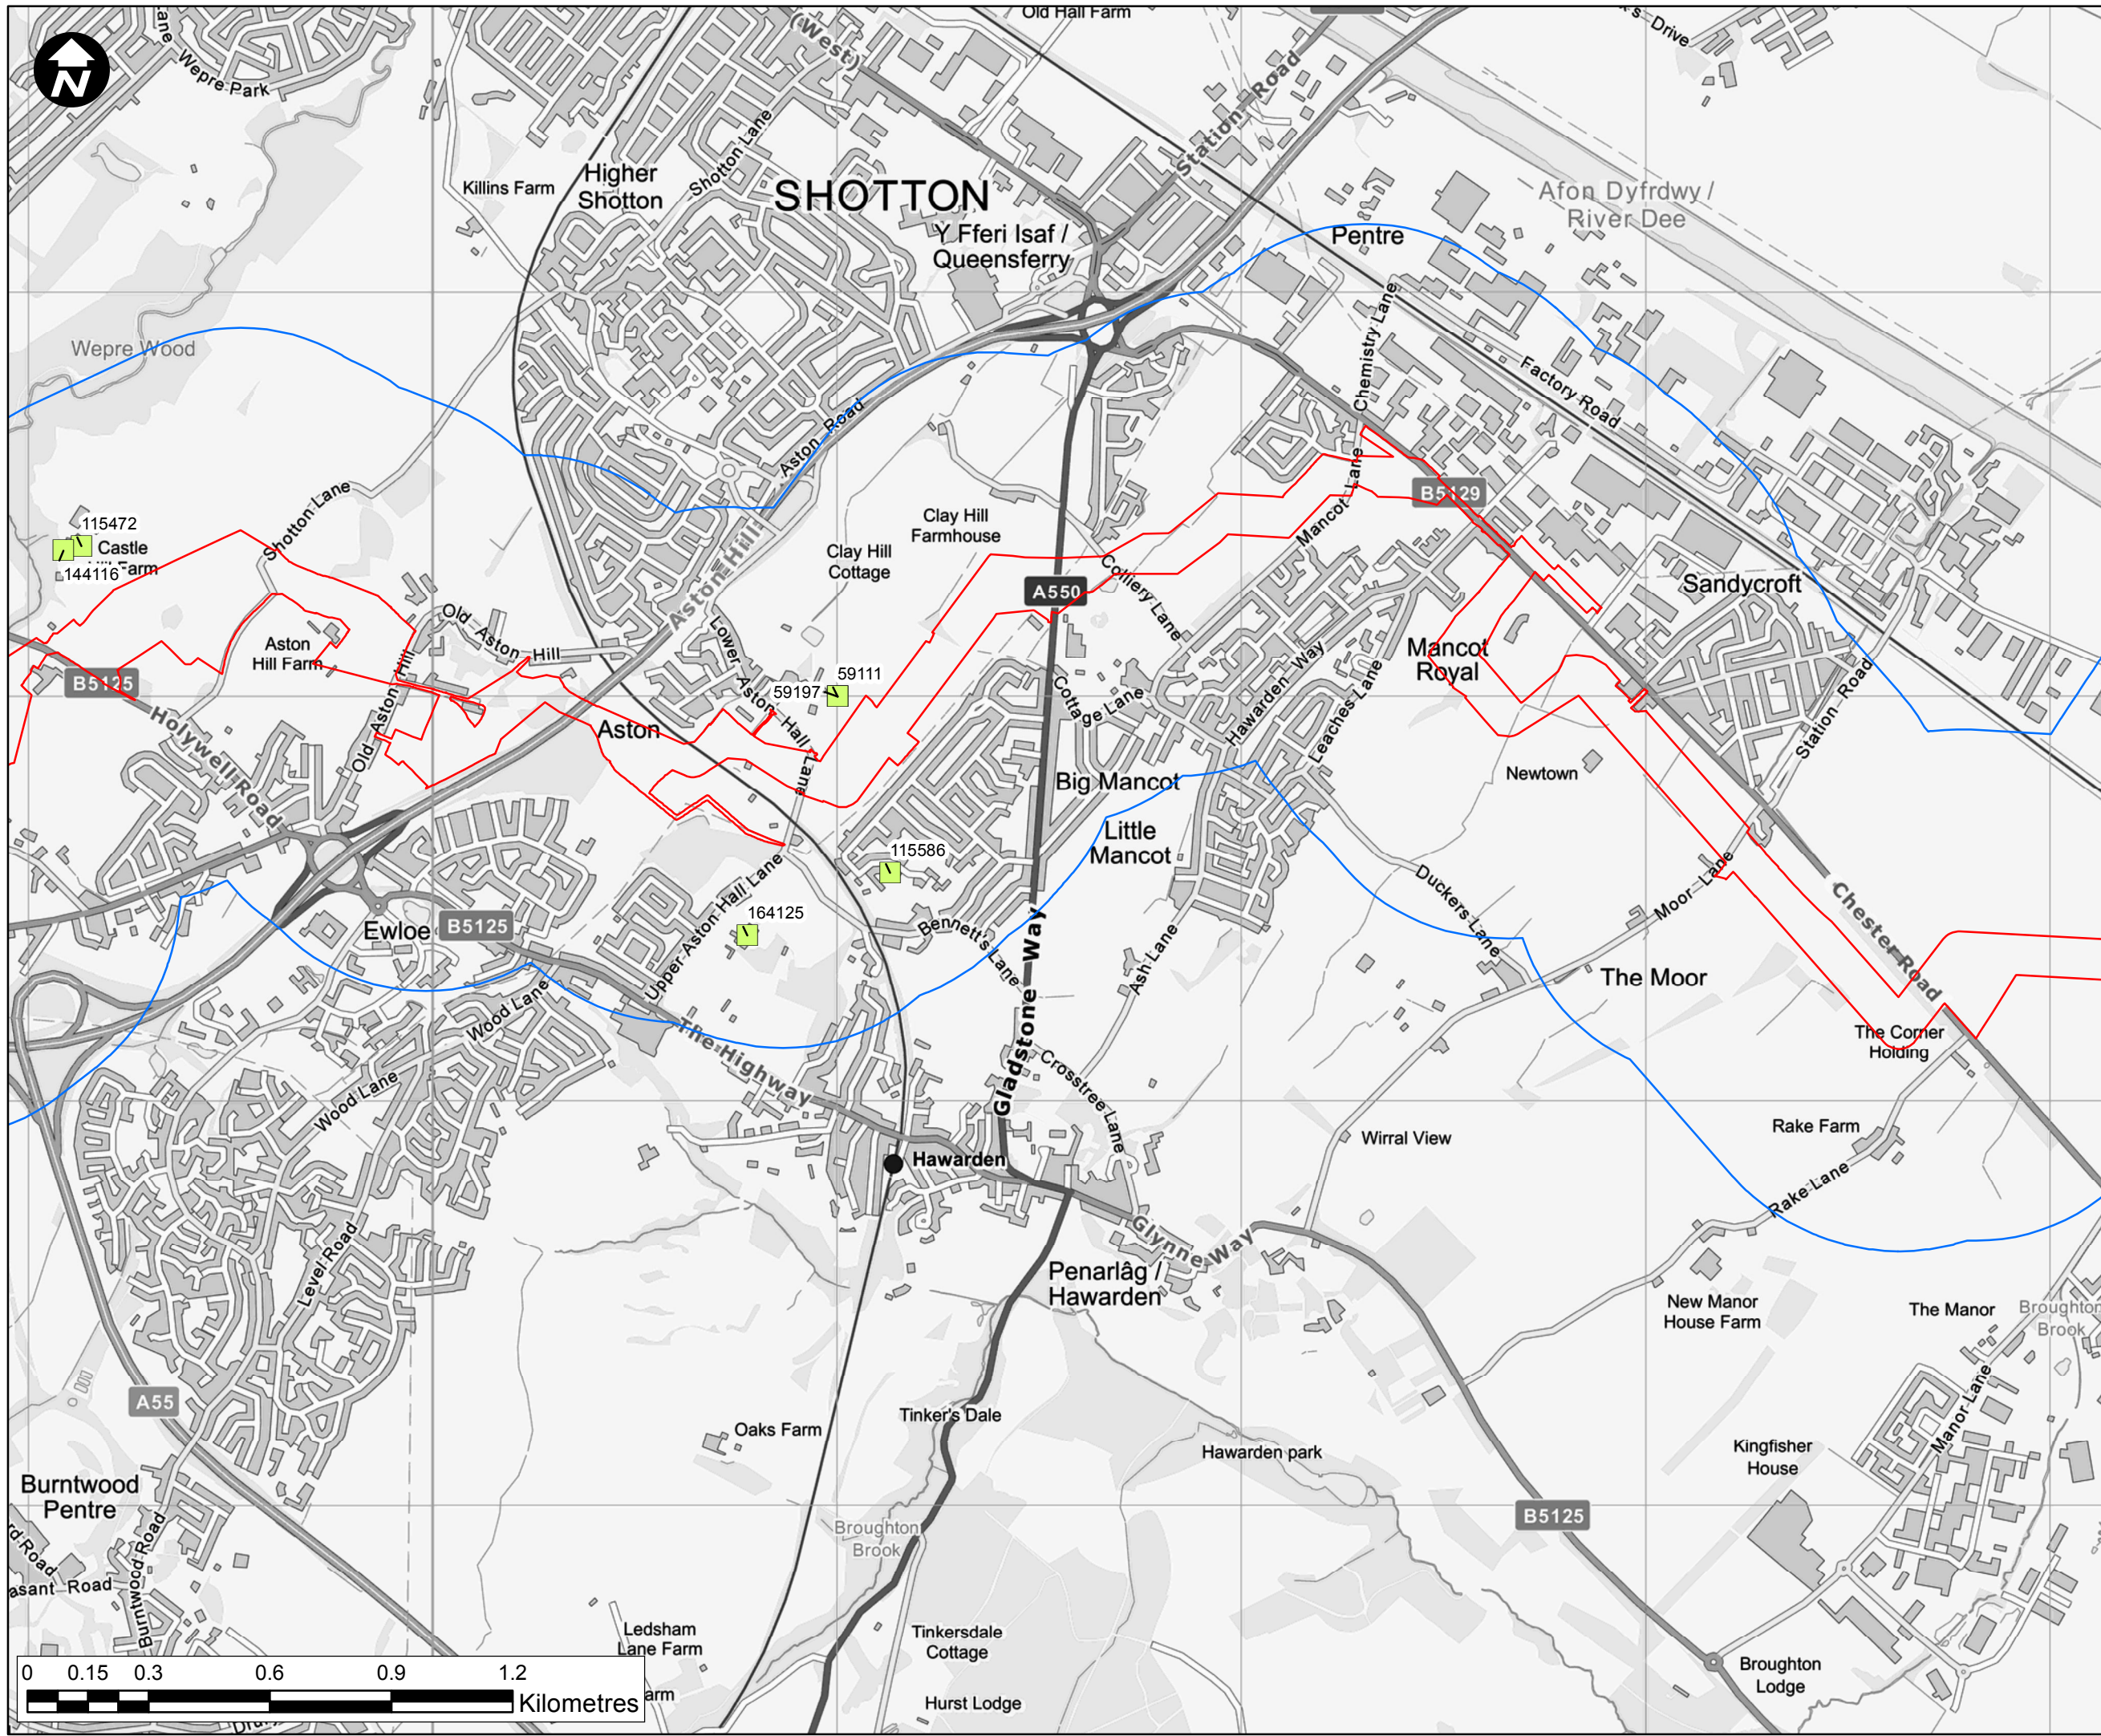 N
Lane
Wepre Park
(West)
Old Hall Farm
Drive
Station Road
Killins Farm
Higher
Shotton
Shotton Lane
SHOTTON
Y Fferi Isaf /
Queensferry
Pentre
Afon Dyfrdwy /
River Dee
Wepre Wood
Chemistry Lane
Factory Road
Aston Road
Shotton Lane
B5129
115472
Castle
Hill Farm
144116
Clay Hill
Farmhouse
Clay Hill
Cottage
Mancot Lane
Colliery Lane
A550
Sandycroft
Aston Hill
Old Aston Hill
Aston
Hill Farm
Lower Aston Hall Lane
Mancot
Royal
Hawarden Way
Leaches Lane
Station Road
B5125
59111
59197
Cottage Lane
Holywell Road
Old Aston Hill
Aston
Big Mancot
Newtown
Little
Mancot
115586
164125
Upper Aston Hall Lane
Bennett's Lane
Ewloe
B5125
Duckers Lane
Moor Lane
Chester Road
The Moor
Ash Lane
Gladstone Way
Wood Lane
Wood Lane
The Highway
Crosstree Lane
The Corner
Holding
Wirral View
Rake Farm
Rake Lane
Hawarden
Glynne Way
Penarlâg /
Hawarden
Level Road
New Manor
House Farm
The Manor
Broughton
Brook
Manor Lane
A55
Tinker's Dale
Oaks Farm
Hawarden park
Kingfisher
House
Burntwood
Pentre
Burntwood Road
B5125
Broughton
Brook
rd Road
asant Road
Ledsham
Lane Farm
Tinkersdale
Cottage
Broughton
Lodge
Hurst Lodge
arm
0 0.15 0.3 0.6 0.9 1.2
Kilometres